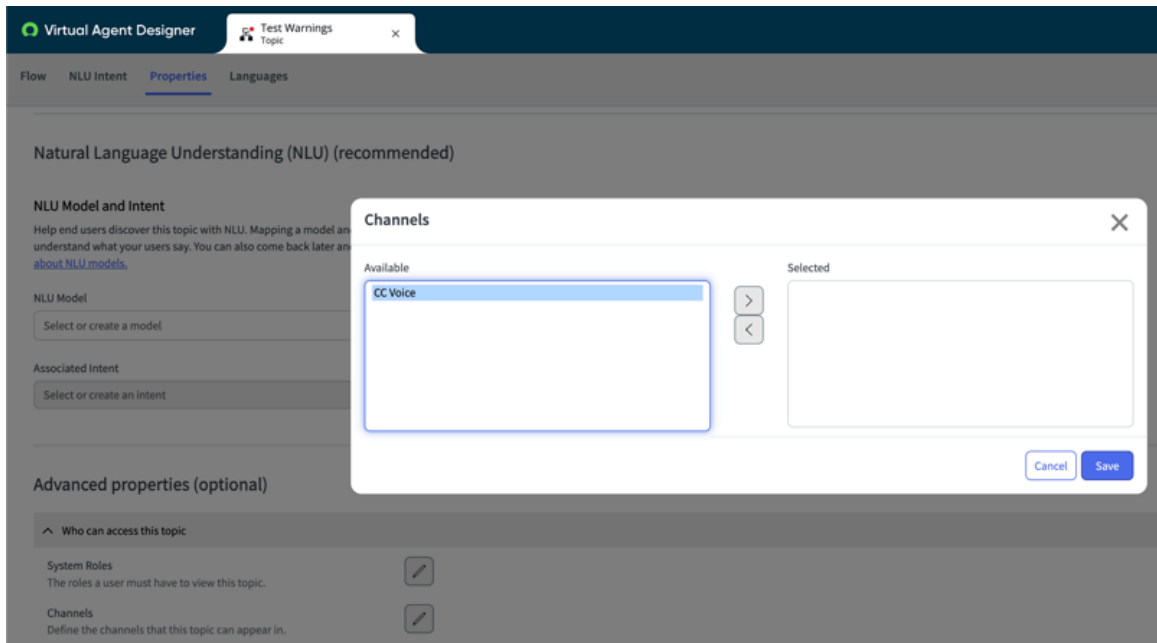 Virtual Agent Designer
Test Warnings
Topic
Flow NLU Intent Properties Languages
Natural Language Understanding (NLU) (recommended)
NLU Model and Intent
Help end users discover this topic with NLU. Mapping a model an
understand what your users say. You can also come back later an
about NLU models.
NLU Model
Select or create a model
Associated Intent
Select or create an intent
Channels
Available
CC Voice
Selected
Cancel Save
Advanced properties (optional)
Who can access this topic
System Roles
The roles a user must have to view this topic.
Channels
Define the channels that this topic can appear in.